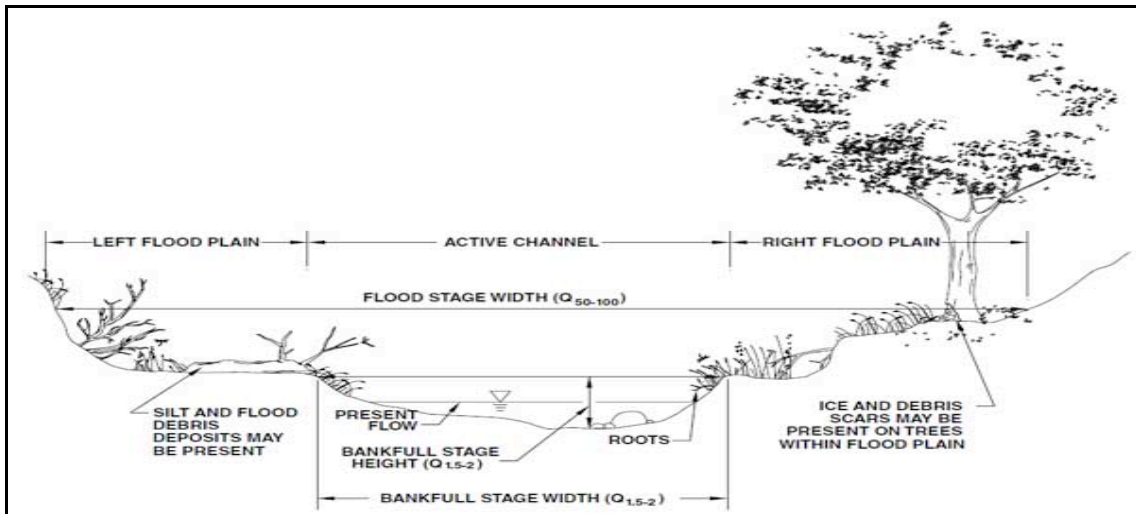 LEFT FLOOD PLAIN
ACTIVE CHANNEL
RIGHT FLOOD PLAIN
FLOOD STAGE WIDTH (Q50-100)
SILT AND FLOOD
DEBRIS
DEPOSITS MAY
BE PRESENT
PRESENT
FLOW
BANKFULL STAGE
HEIGHT (Q1.5-2)
ROOTS
ICE AND DEBRIS
SCARS MAY BE
PRESENT ON TREES
WITHIN FLOOD PLAIN
BANKFULL STAGE WIDTH (Q1.5-2)